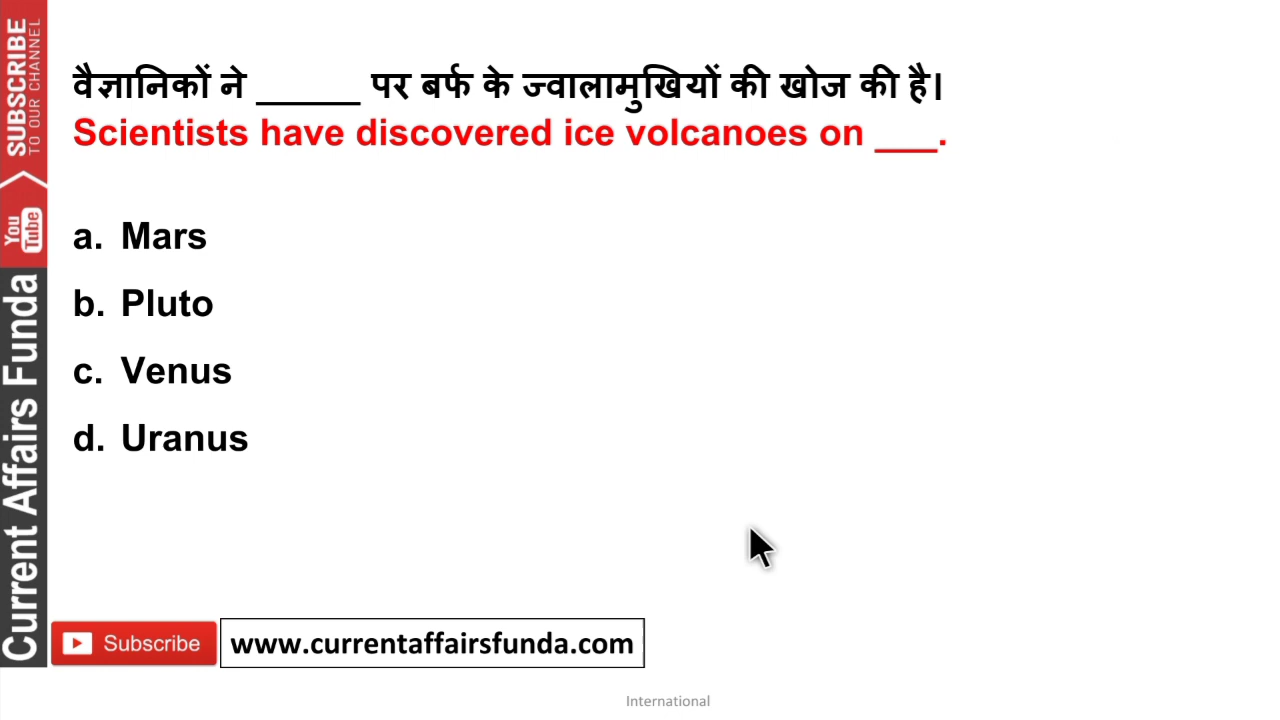 वैज्ञानिकों ने _____ पर बर्फ के ज्वालामुखियों की खोज की है।
Scientists have discovered ice volcanoes on ___.
a. Mars
b. Pluto
c. Venus
d. Uranus
SUBSCRIBE
TO OUR CHANNEL
You
Tube
Current Affairs Funda
Subscribe
www.currentaffairsfunda.com
International